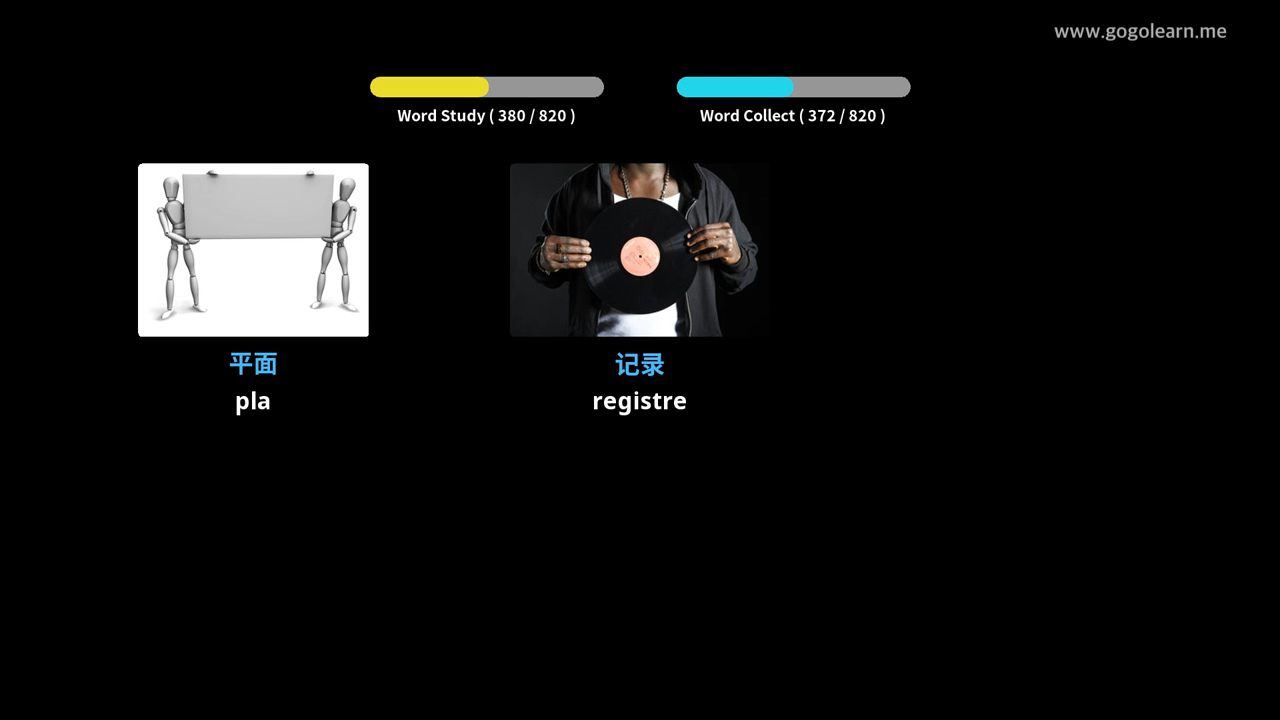 www.gogolearn.me
Word Study ( 380 / 820 )
Word Collect ( 372 / 820 )
平面
pla
记录
registre